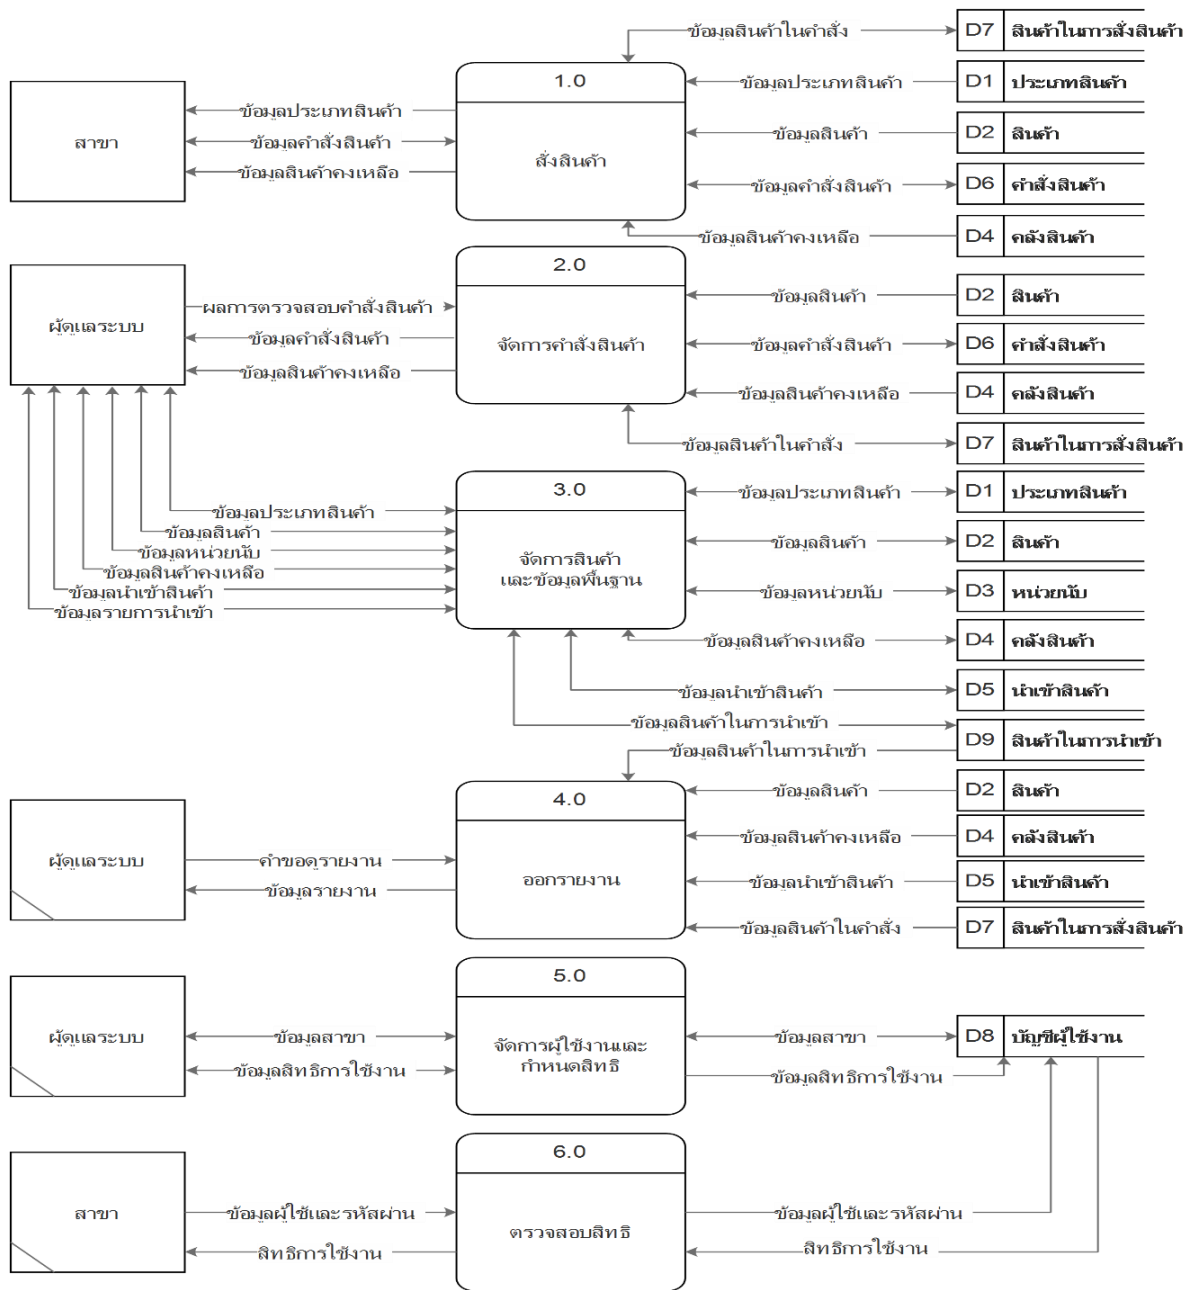 ข้อมูลสินค้าในคำสั่ง
D7 สินค้าในการสั่งสินค้า
1.0
ข้อมูลประเภทสินค้า
D1 ประเภทสินค้า
ข้อมูลประเภทสินค้า
สาขา
ข้อมูลคำสั่งสินค้า
ข้อมูลสินค้า
D2 สินค้า
สั่งสินค้า
ข้อมูลสินค้าคงเหลือ
ข้อมูลคำสั่งสินค้า
D6 คำสั่งสินค้า
ข้อมูลสินค้าคงเหลือ
D4 คลังสินค้า
2.0
ผู้ดูแลระบบ
ผลการตรวจสอบคำสั่งสินค้า
ข้อมูลสินค้า
D2 สินค้า
ข้อมูลคำสั่งสินค้า
จัดการคำสั่งสินค้า
ข้อมูลคำสั่งสินค้า
D6 คำสั่งสินค้า
ข้อมูลสินค้าคงเหลือ
ข้อมูลสินค้าคงเหลือ
D4 คลังสินค้า
ข้อมูลสินค้าในคำสั่ง
D7 สินค้าในการสั่งสินค้า
3.0
ข้อมูลประเภทสินค้า
D1 ประเภทสินค้า
ข้อมูลประเภทสินค้า
ข้อมูลสินค้า
ข้อมูลหน่วยนับ
ข้อมูลสินค้าคงเหลือ
ข้อมูลนำเข้าสินค้า
ข้อมูลรายการนำเข้า
จัดการสินค้า
และข้อมูลพื้นฐาน
ข้อมูลสินค้า
D2 สินค้า
ข้อมูลหน่วยนับ
D3 หน่วยนับ
ข้อมูลสินค้าคงเหลือ
D4 คลังสินค้า
ข้อมูลนำเข้าสินค้า
D5 นำเข้าสินค้า
ข้อมูลสินค้าในการนำเข้า
D9 สินค้าในการนำเข้า
ข้อมูลสินค้าในการนำเข้า
4.0
ข้อมูลสินค้า
D2 สินค้า
ผู้ดูแลระบบ
คำขอดูรายงาน
ข้อมูลสินค้าคงเหลือ
D4 คลังสินค้า
ข้อมูลรายงาน
ออกรายงาน
ข้อมูลนำเข้าสินค้า
D5 นำเข้าสินค้า
ข้อมูลสินค้าในคำสั่ง
D7 สินค้าในการสั่งสินค้า
5.0
ผู้ดูแลระบบ
ข้อมูลสาขา
จัดการผู้ใช้งานและ
กำหนดสิทธิ
ข้อมูลสาขา
D8 บัญชีผู้ใช้งาน
ข้อมูลสิทธิการใช้งาน
ข้อมูลสิทธิการใช้งาน
6.0
สาขา
ข้อมูลผู้ใช้และรหัสผ่าน
ตรวจสอบสิทธิ
ข้อมูลผู้ใช้และรหัสผ่าน
สิทธิการใช้งาน
สิทธิการใช้งาน